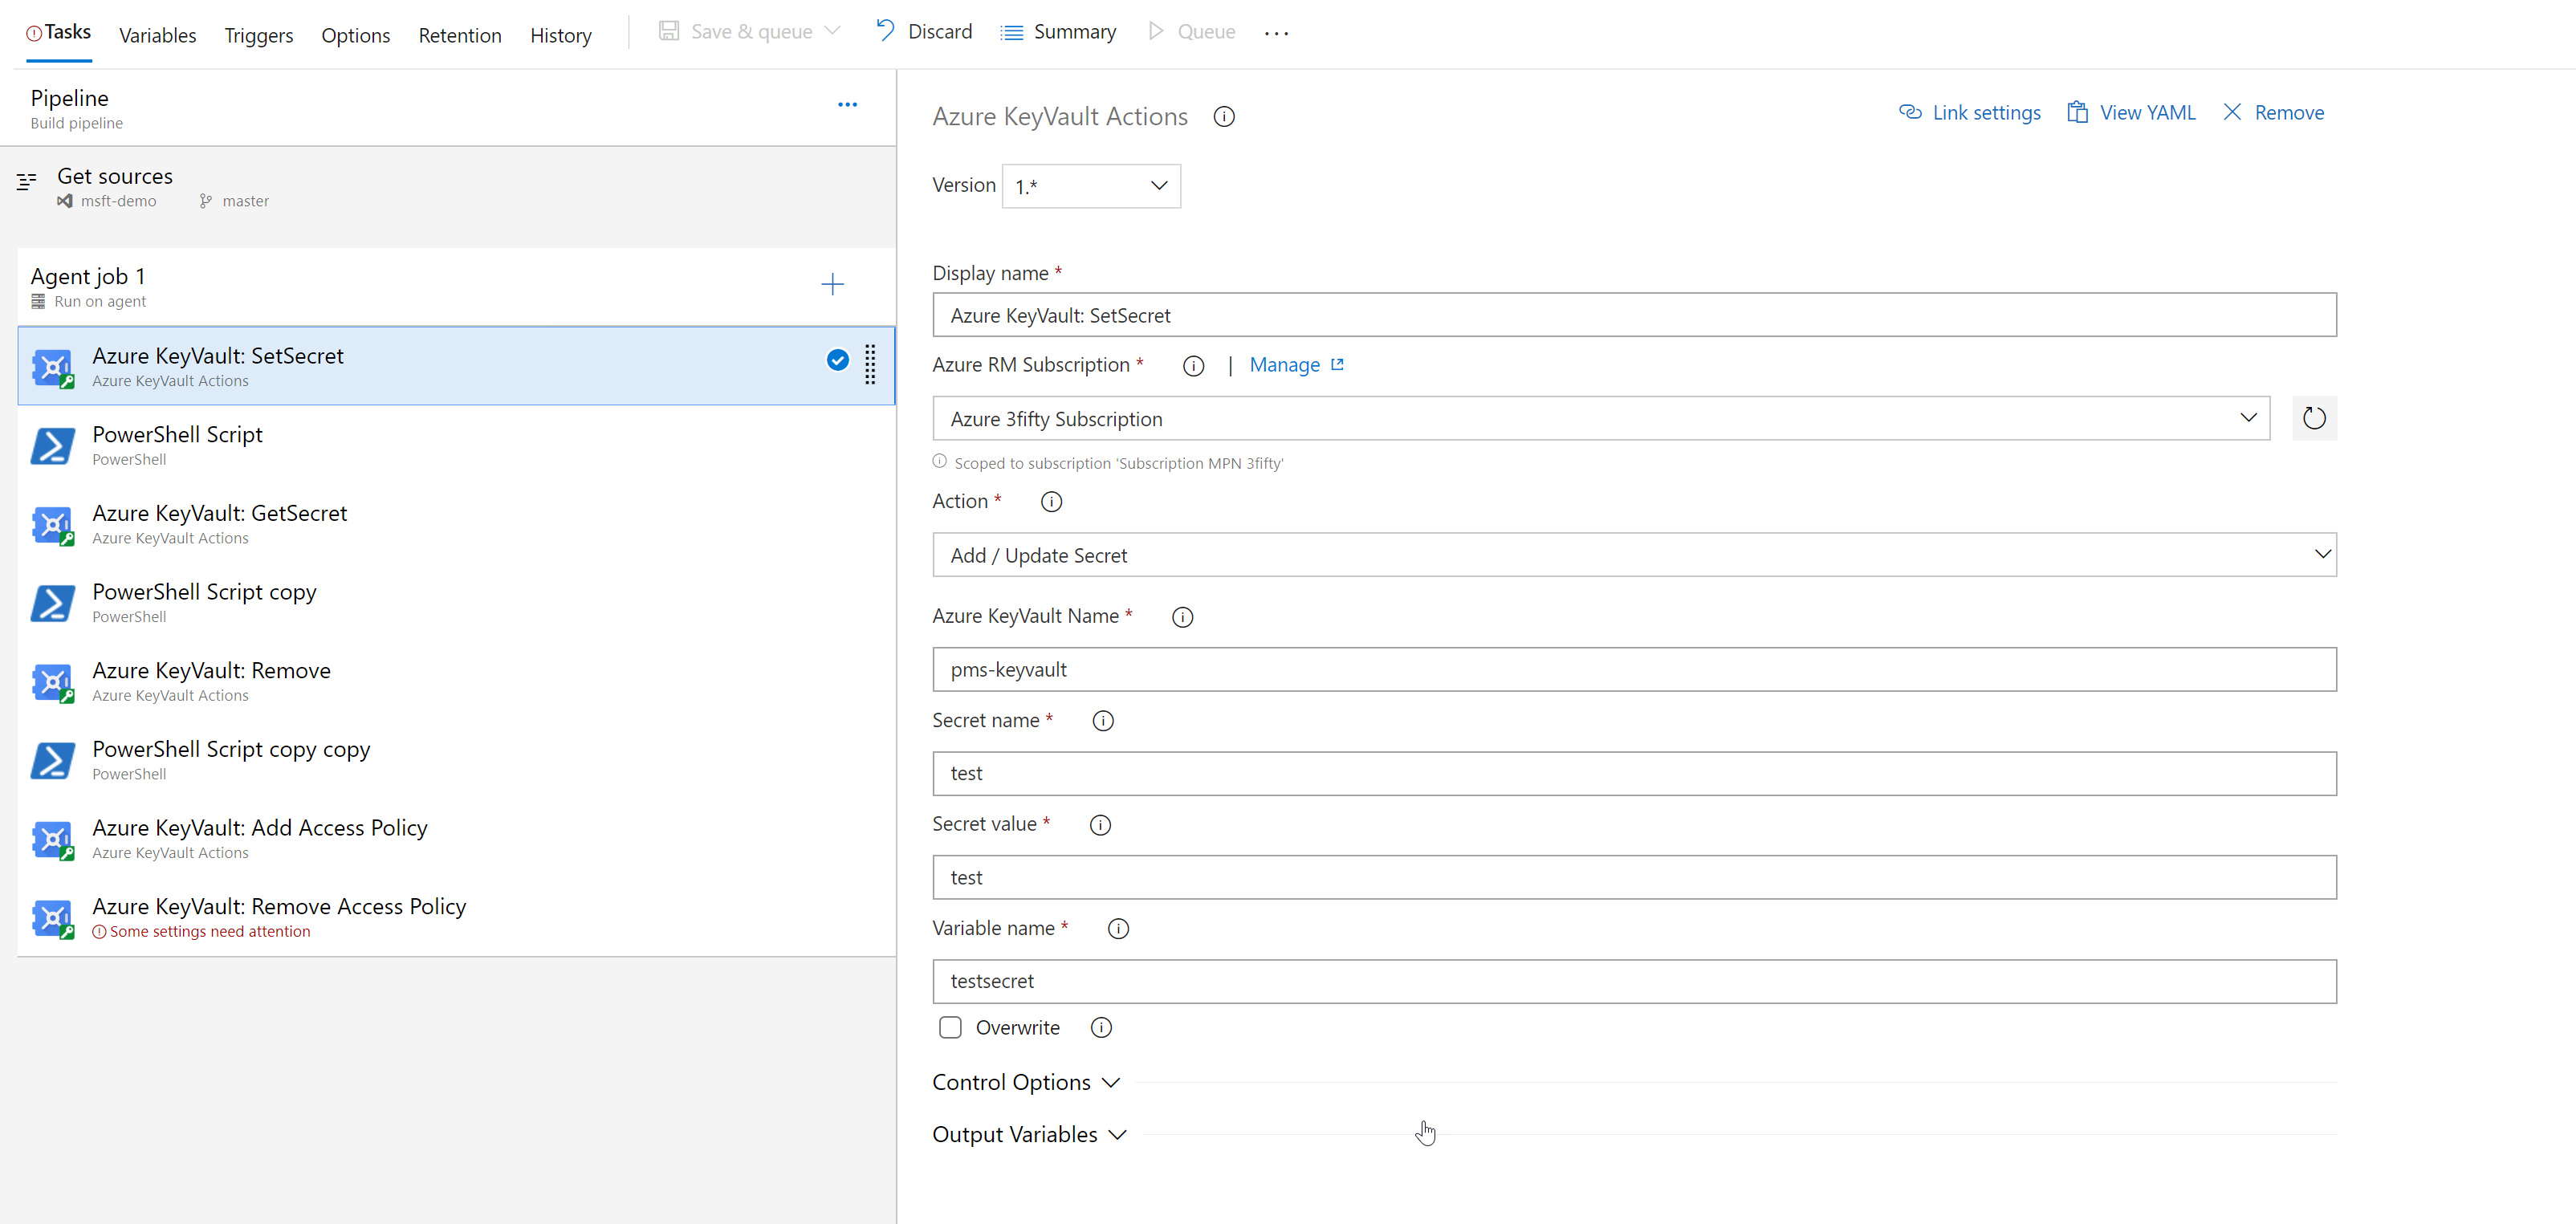 Tasks Variables Triggers Options Retention History Save & queue Discard Summary Queue ...
Pipeline
Build pipeline
Get sources
msft-demo master
Agent job 1
Run on agent
Azure KeyVault: SetSecret
Azure KeyVault Actions
PowerShell Script
PowerShell
Azure KeyVault: GetSecret
Azure KeyVault Actions
PowerShell Script copy
PowerShell
Azure KeyVault: Remove
Azure KeyVault Actions
PowerShell Script copy copy
PowerShell
Azure KeyVault: Add Access Policy
Azure KeyVault Actions
Azure KeyVault: Remove Access Policy
Some settings need attention
Azure KeyVault Actions Link settings View YAML Remove
Version 1.*
Display name *
Azure KeyVault: SetSecret
Azure RM Subscription * | Manage
Azure 3fifty Subscription
Scoped to subscription 'Subscription MPN 3fifty'
Action *
Add / Update Secret
Azure KeyVault Name *
pms-keyvault
Secret name *
test
Secret value *
test
Variable name *
testsecret
Overwrite
Control Options
Output Variables